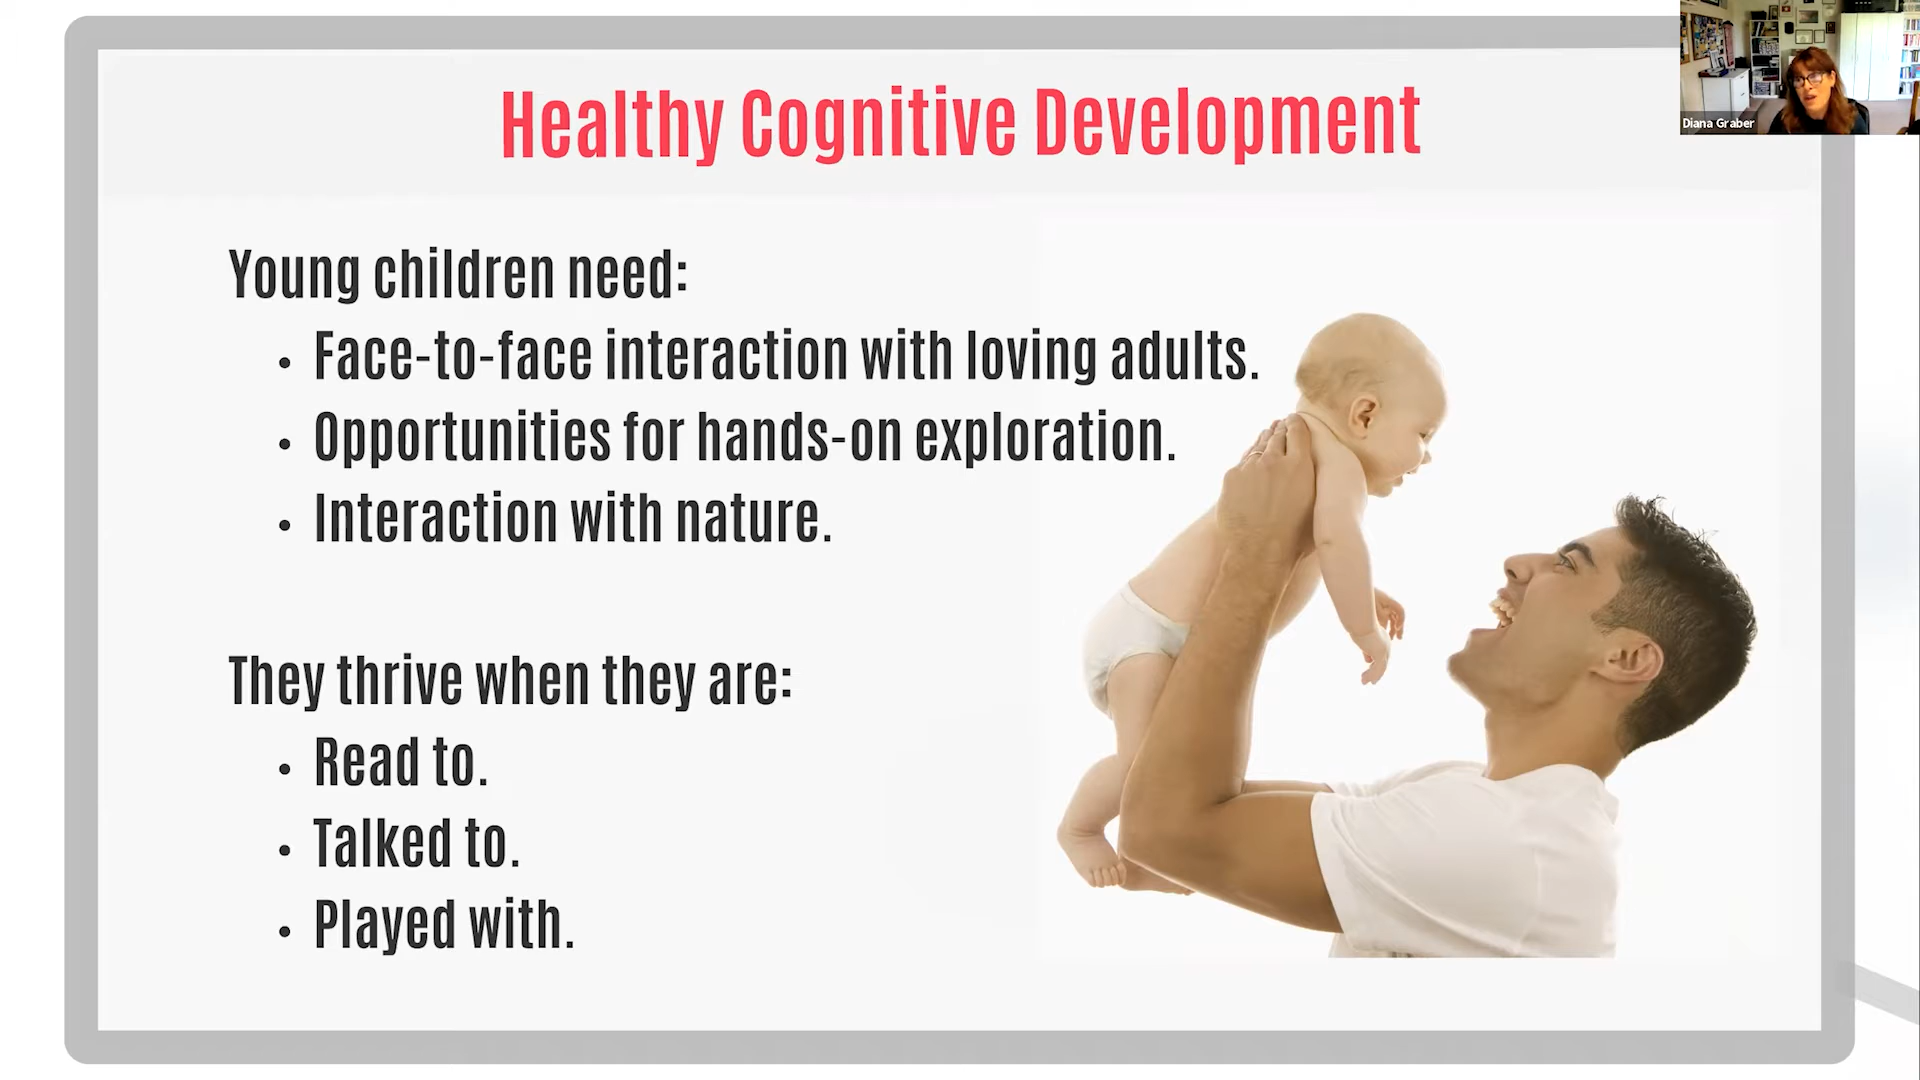 Healthy Cognitive Development
Diana Graber
Young children need:
• Face-to-face interaction with loving adults.
• Opportunities for hands-on exploration.
• Interaction with nature.
They thrive when they are:
• Read to.
• Talked to.
• Played with.